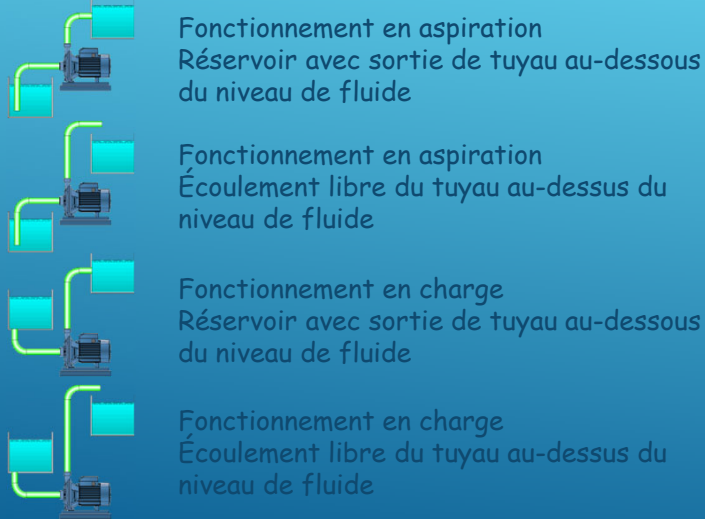 Fonctionnement en aspiration
Réservoir avec sortie de tuyau au-dessous
du niveau de fluide
Fonctionnement en aspiration
Écoulement libre du tuyau au-dessus du
niveau de fluide
Fonctionnement en charge
Réservoir avec sortie de tuyau au-dessous
du niveau de fluide
Fonctionnement en charge
Écoulement libre du tuyau au-dessus du
niveau de fluide